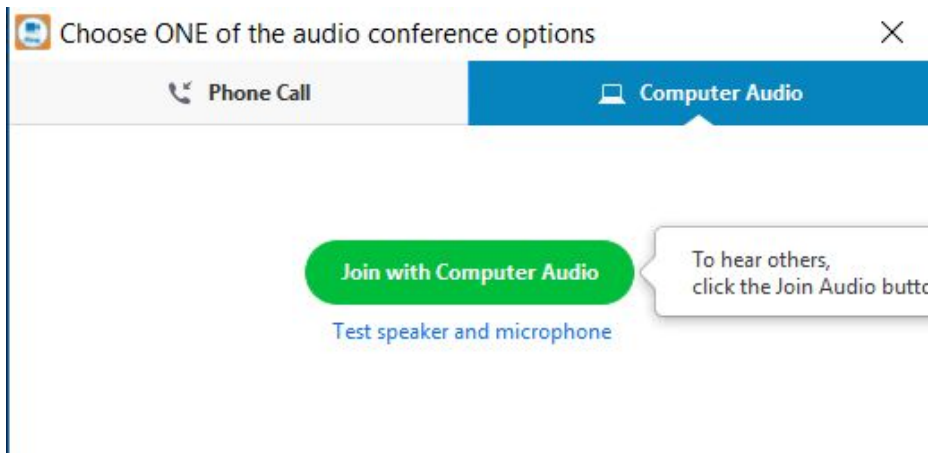 Choose ONE of the audio conference options
Phone Call
Computer Audio
Join with Computer Audio
To hear others,
click the Join Audio
Test speaker and microphone